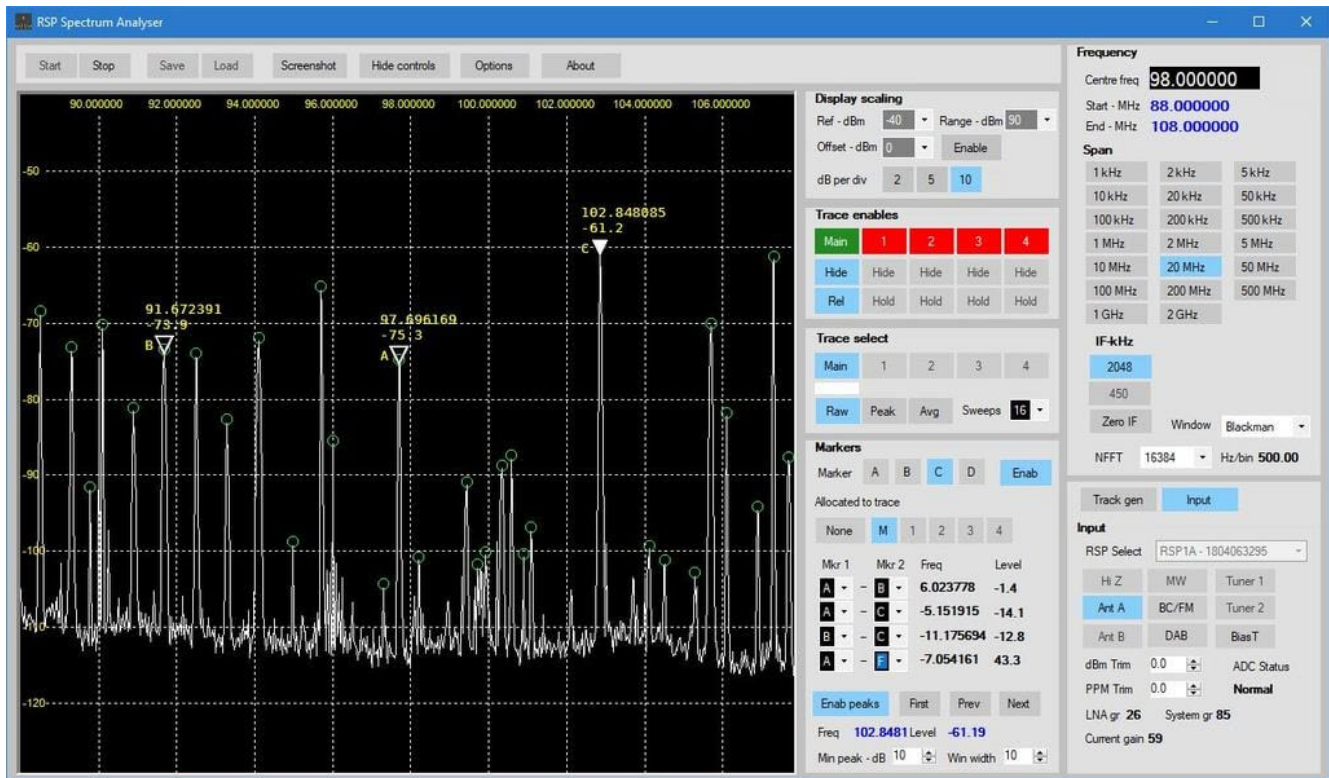 RSP Spectrum Analyser
Start Stop Save Load Screenshot Hide controls Options About
90.000000 92.000000 94.000000 96.000000 98.000000 100.000000 102.000000 104.000000 106.000000
-50
-60
-70
-80
-90
-100
-110
-120
102.848085
-61.2
C
91.672391
-73.9
B
97.696169
-75.3
A
Display scaling
Ref - dBm -40 Range - dBm 90
Offset - dBm 0 Enable
dB per div 2 5 10
Trace enables
Main 1 2 3 4
Hide Hide Hide Hide Hide
Rel Hold Hold Hold Hold
Trace select
Main 1 2 3 4
Raw Peak Avg Sweeps 16
Markers
Marker A B C D Enab
Allocated to trace
None M 1 2 3 4
Mkr 1 Mkr 2 Freq Level
A - B 6.023778 -1.4
A - C -5.151915 -14.1
B - C -11.175694 -12.8
A - F -7.054161 43.3
Enab peaks First Prev Next
Freq 102.8481 Level -61.19
Min peak - dB 10 Win width 10
Frequency
Centre freq 98.000000
Start - MHz 88.000000
End - MHz 108.000000
Span
1 kHz 2 kHz 5 kHz
10 kHz 20 kHz 50 kHz
100 kHz 200 kHz 500 kHz
1 MHz 2 MHz 5 MHz
10 MHz 20 MHz 50 MHz
100 MHz 200 MHz 500 MHz
1 GHz 2 GHz
IF-kHz
2048
450
Zero IF Window Blackman
NFFT 16384 Hz/bin 500.00
Track gen Input
Input
RSP Select RSP1A - 1804063295
Hi Z MW Tuner 1
Ant A BC/FM Tuner 2
Ant B DAB BiasT
dBm Trim 0.0 ADC Status
PPM Trim 0.0 Normal
LNA gr 26 System gr 85
Current gain 59